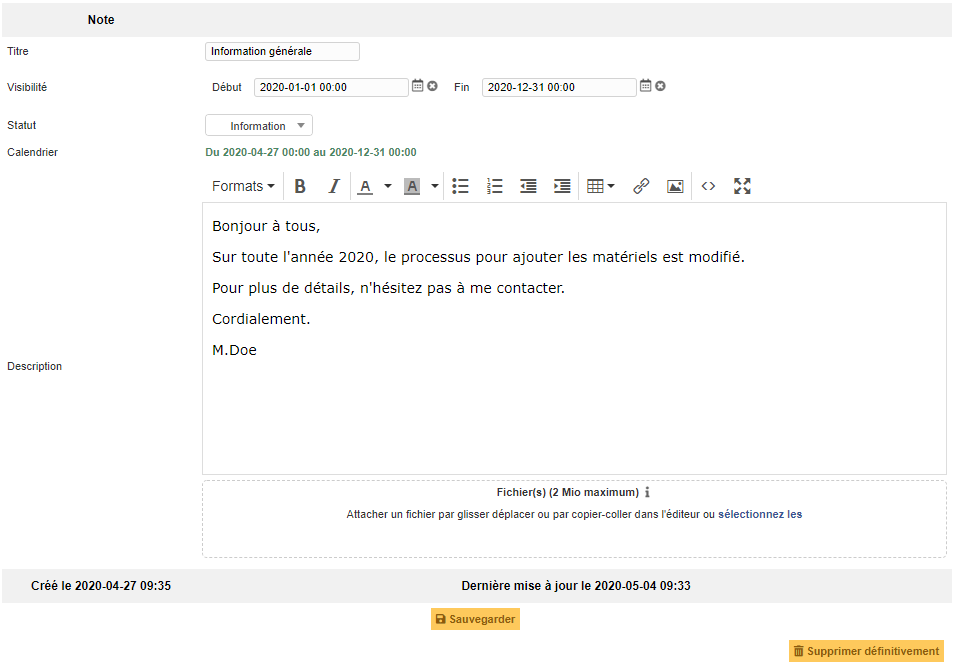 Note
Titre Information générale
Visibilité Début 2020-01-01 00:00 Fin 2020-12-31 00:00
Statut Information
Calendrier Du 2020-04-27 00:00 au 2020-12-31 00:00
Formats B I A A
Bonjour à tous,
Sur toute l'année 2020, le processus pour ajouter les matériels est modifié.
Pour plus de détails, n'hésitez pas à me contacter.
Cordialement.
M.Doe
Description
Fichier(s) (2 Mio maximum)
Attacher un fichier par glisser déplacer ou par copier-coller dans l'éditeur ou sélectionnez les
Créé le 2020-04-27 09:35 Dernière mise à jour le 2020-05-04 09:33
Sauvegarder
Supprimer définitivement